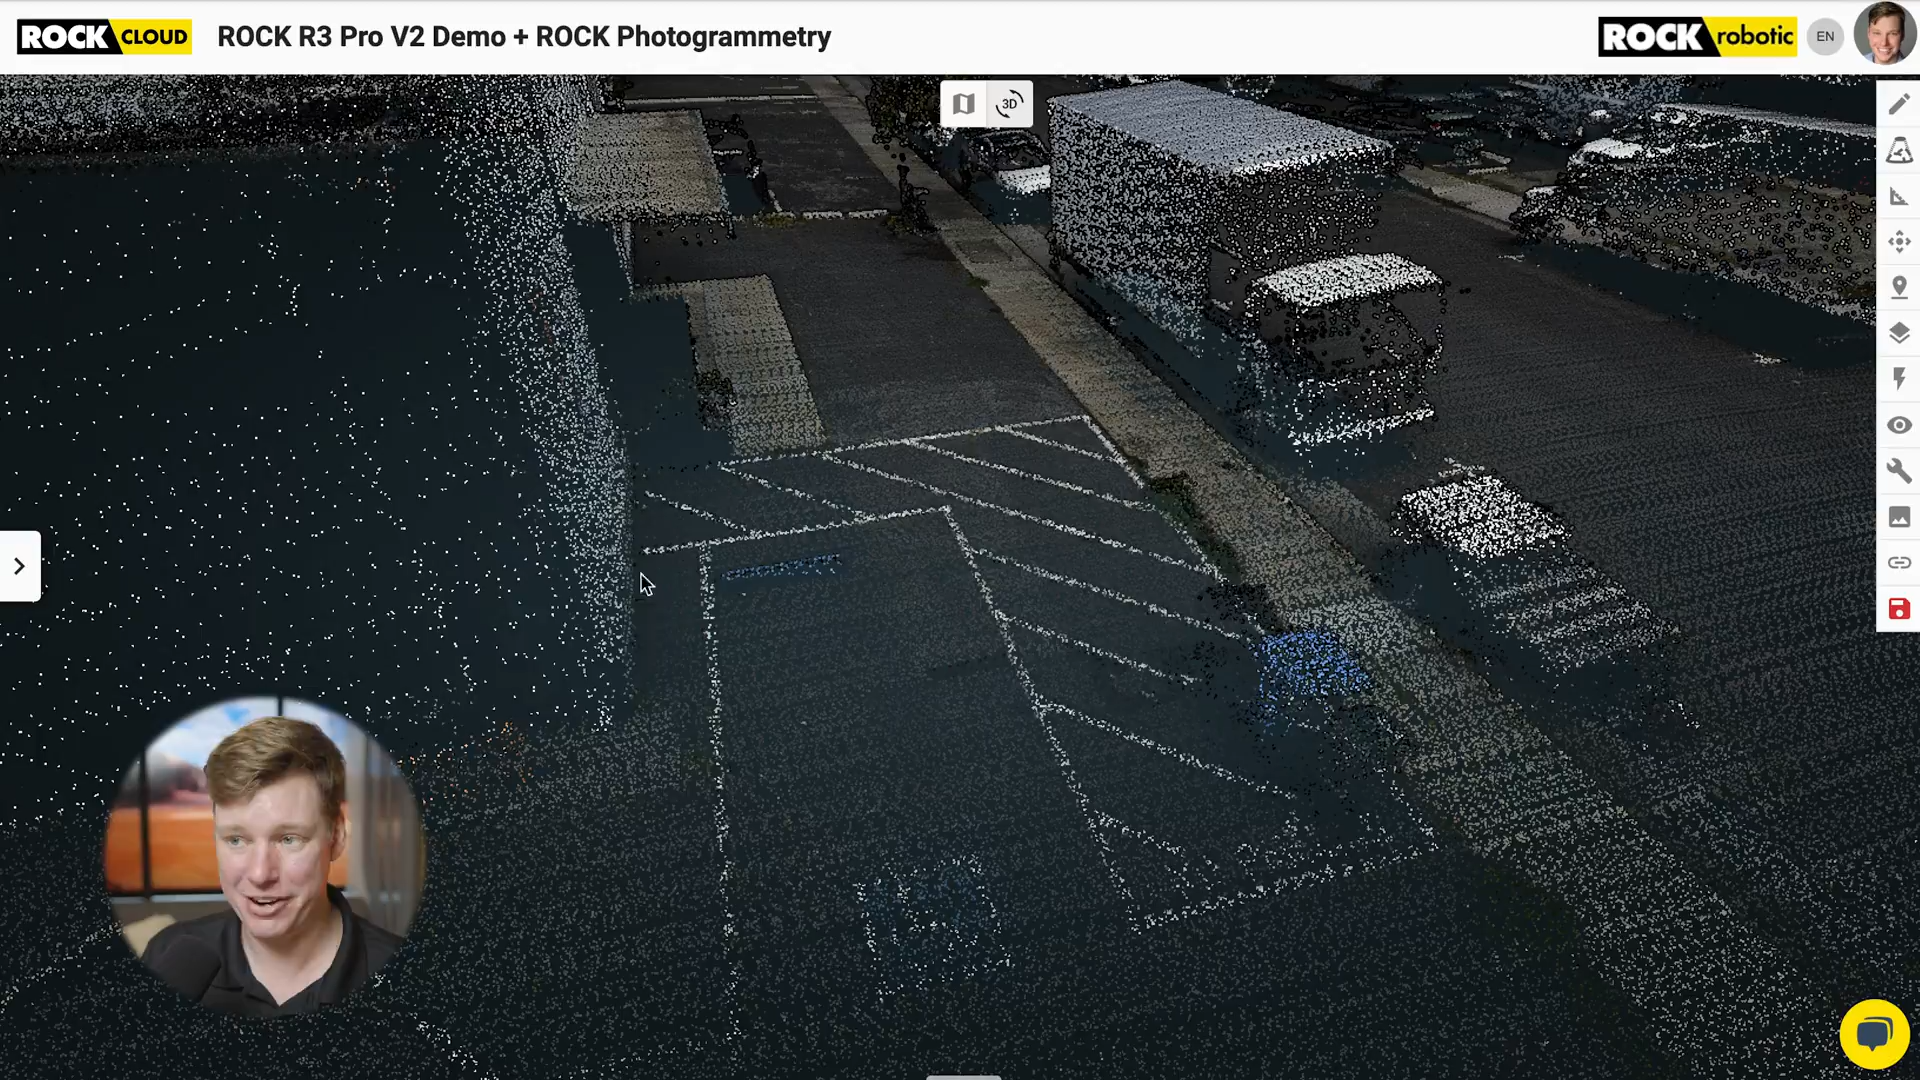 ROCK CLOUD
ROCK R3 Pro V2 Demo + ROCK Photogrammetry
ROCK robotic
EN
3D